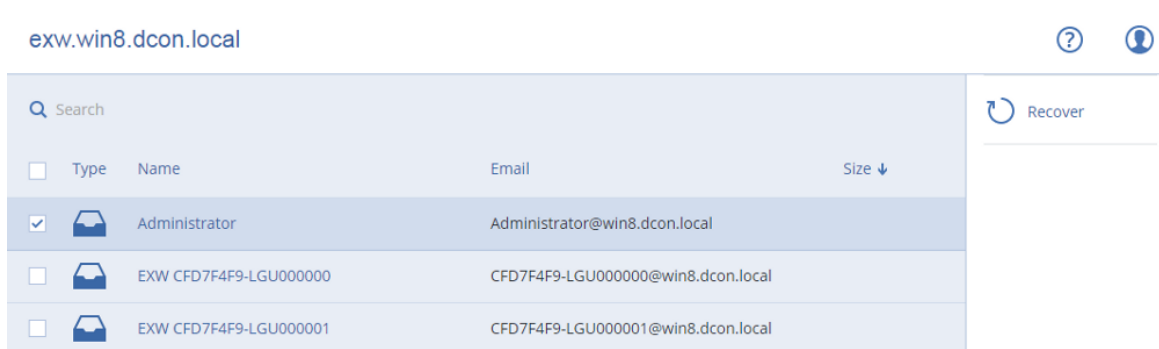 exw.win8.dcon.local
Search
Recover
Type Name Email Size
Administrator Administrator@win8.dcon.local
EXW CFD7F4F9-LGU000000 CFD7F4F9-LGU000000@win8.dcon.local
EXW CFD7F4F9-LGU000001 CFD7F4F9-LGU000001@win8.dcon.local